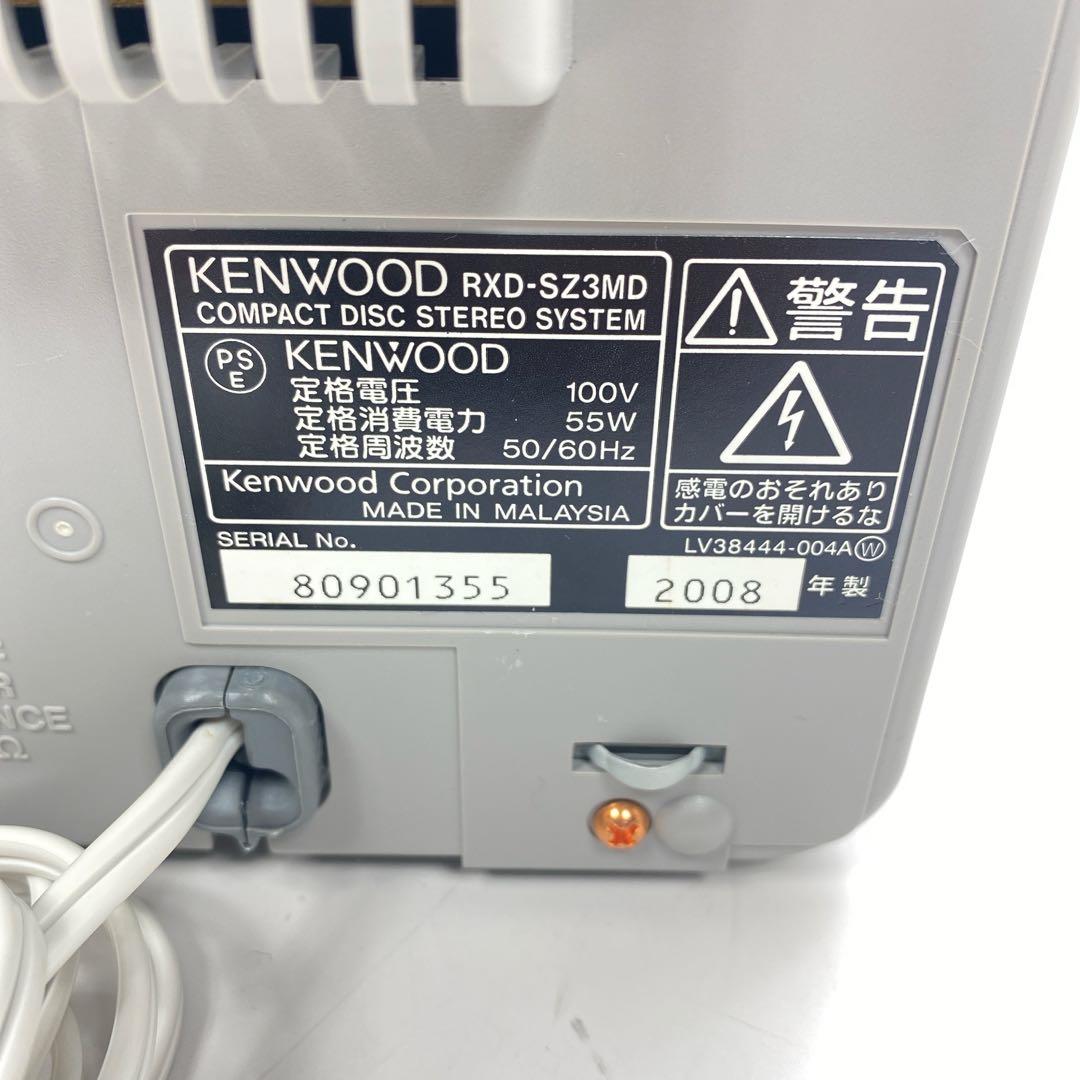 KENWOOD RXD-SZ3MD
COMPACT DISC STEREO SYSTEM
PS
E
KENWOOD
定格電圧 100V
定格消費電力 55W
定格周波数 50/60Hz
Kenwood Corporation
MADE IN MALAYSIA
警告
感電のおそれあり
カバーを開けるな
SERIAL No.
LV38444-004A Ⓦ
80901355
2008 年製
NCE
Ω